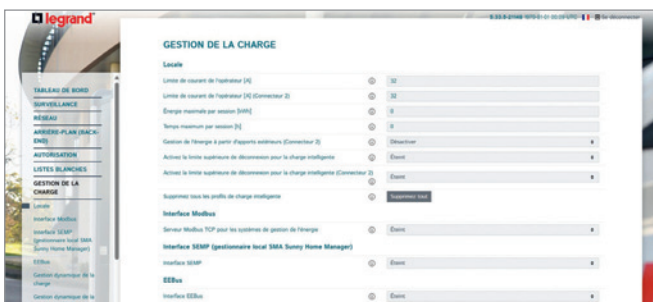 legrand
Se déconnecter
GESTION DE LA CHARGE
Locale
Limite de courant de l'opérateur [A]
32
Limite de courant de l'opérateur [A] (Connecteur 2)
32
Énergie maximale par session [kWh]
0
Temps maximum par session [h]
0
Gestion de l'énergie à partir d'apports extérieurs (Connecteur 2)
Désactiver
Activez la limite supérieure de déconnexion pour la charge intelligente
Éteint
Activez la limite supérieure de déconnexion pour la charge intelligente (Connecteur 2)
Éteint
Supprimez tous les profils de charge intelligente
Supprimez tout
Interface Modbus
Serveur Modbus TCP pour les systèmes de gestion de l'énergie
Éteint
Interface SEMP (gestionnaire local SMA Sunny Home Manager)
Interface SEMP
Éteint
EEBus
Interface EEBus
Éteint
TABLEAU DE BORD
SURVEILLANCE
RÉSEAU
ARRIÈRE-PLAN (BACK-
END)
AUTORISATION
LISTES BLANCHES
GESTION DE LA
CHARGE
Locale
Interface Modbus
Interface SEMP
(gestionnaire local SMA
Sunny Home Manager)
EEBus
Gestion dynamique de la
charge
Gestion dynamique de la